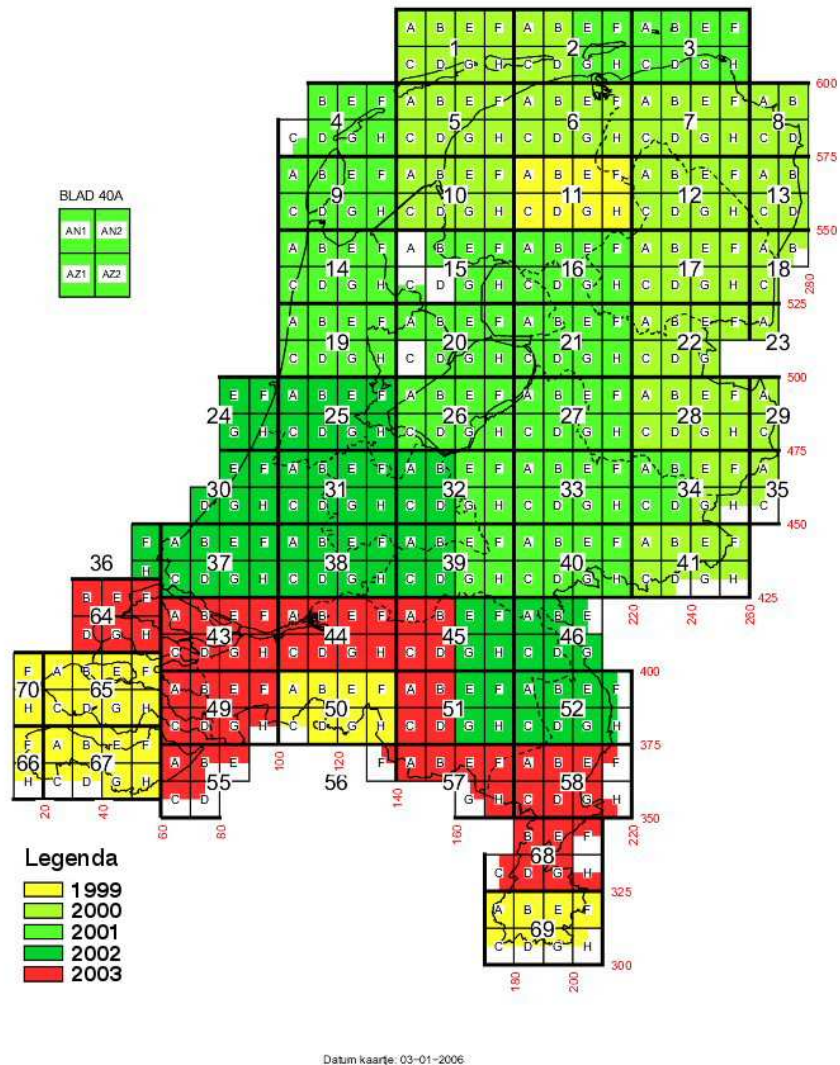 A B E F A B E F A B E F
1 2 3
C D G H C D G H C D G H
600
B E F A B E F A B E F A B E F A B
4 5 6 7 8
C D G H C D G H C D G H C D G H C D
575
A B E F A B E F A B E F A B E F A B
BLAD 40A
9 10 11 12 13
C D G H C D G H C D G H C D G H C D
AN1 AN2
550
A B E F A B E F A B E F A B E F A B
AZ1 AZ2
14 15 16 17 18
C D G H C D G H C D G H C D G H C
280
525
A B E F A B E F A B E F A B E F A
19 20 21 22 23
C D G H C D G H C D G H C D G
500
E F A B E F A B E F A B E F A B E F A
24 25 26 27 28 29
G H C D G H C D G H C D G H C D G H C
475
E F A B E F A B E F A B E F A B E F A
30 31 32 33 34 35
D G H C D G H C D G H C D G H C D G H C
450
F A B E F A B E F A B E F A B E F A B E F
36 37 38 39 40 41
H C D G H C D G H C D G H C D G H C D G H
220 240 260 425
B E F A B E F A B E F A B E F A B E
64 43 44 45 46
D G H C D G H C D G H C D G H C D G
400
F A B E F A B E F A B E F A B E F A B E F
70 65 49 50 51 52
H C D G H C D G H C D G H C D G H C D G H
375
F A B E F A B E F A B E F A B E F
66 67 55 56 57 58
100 120
H C D G H C D G H C D G H
20 40 60 80 140 160 350 220
B E F
68
C D G H
325
Legenda
1999
2000
2001
2002
2003
A B E F
69
C D G H
300
180 200
Datum kaartje: 03-01-2006